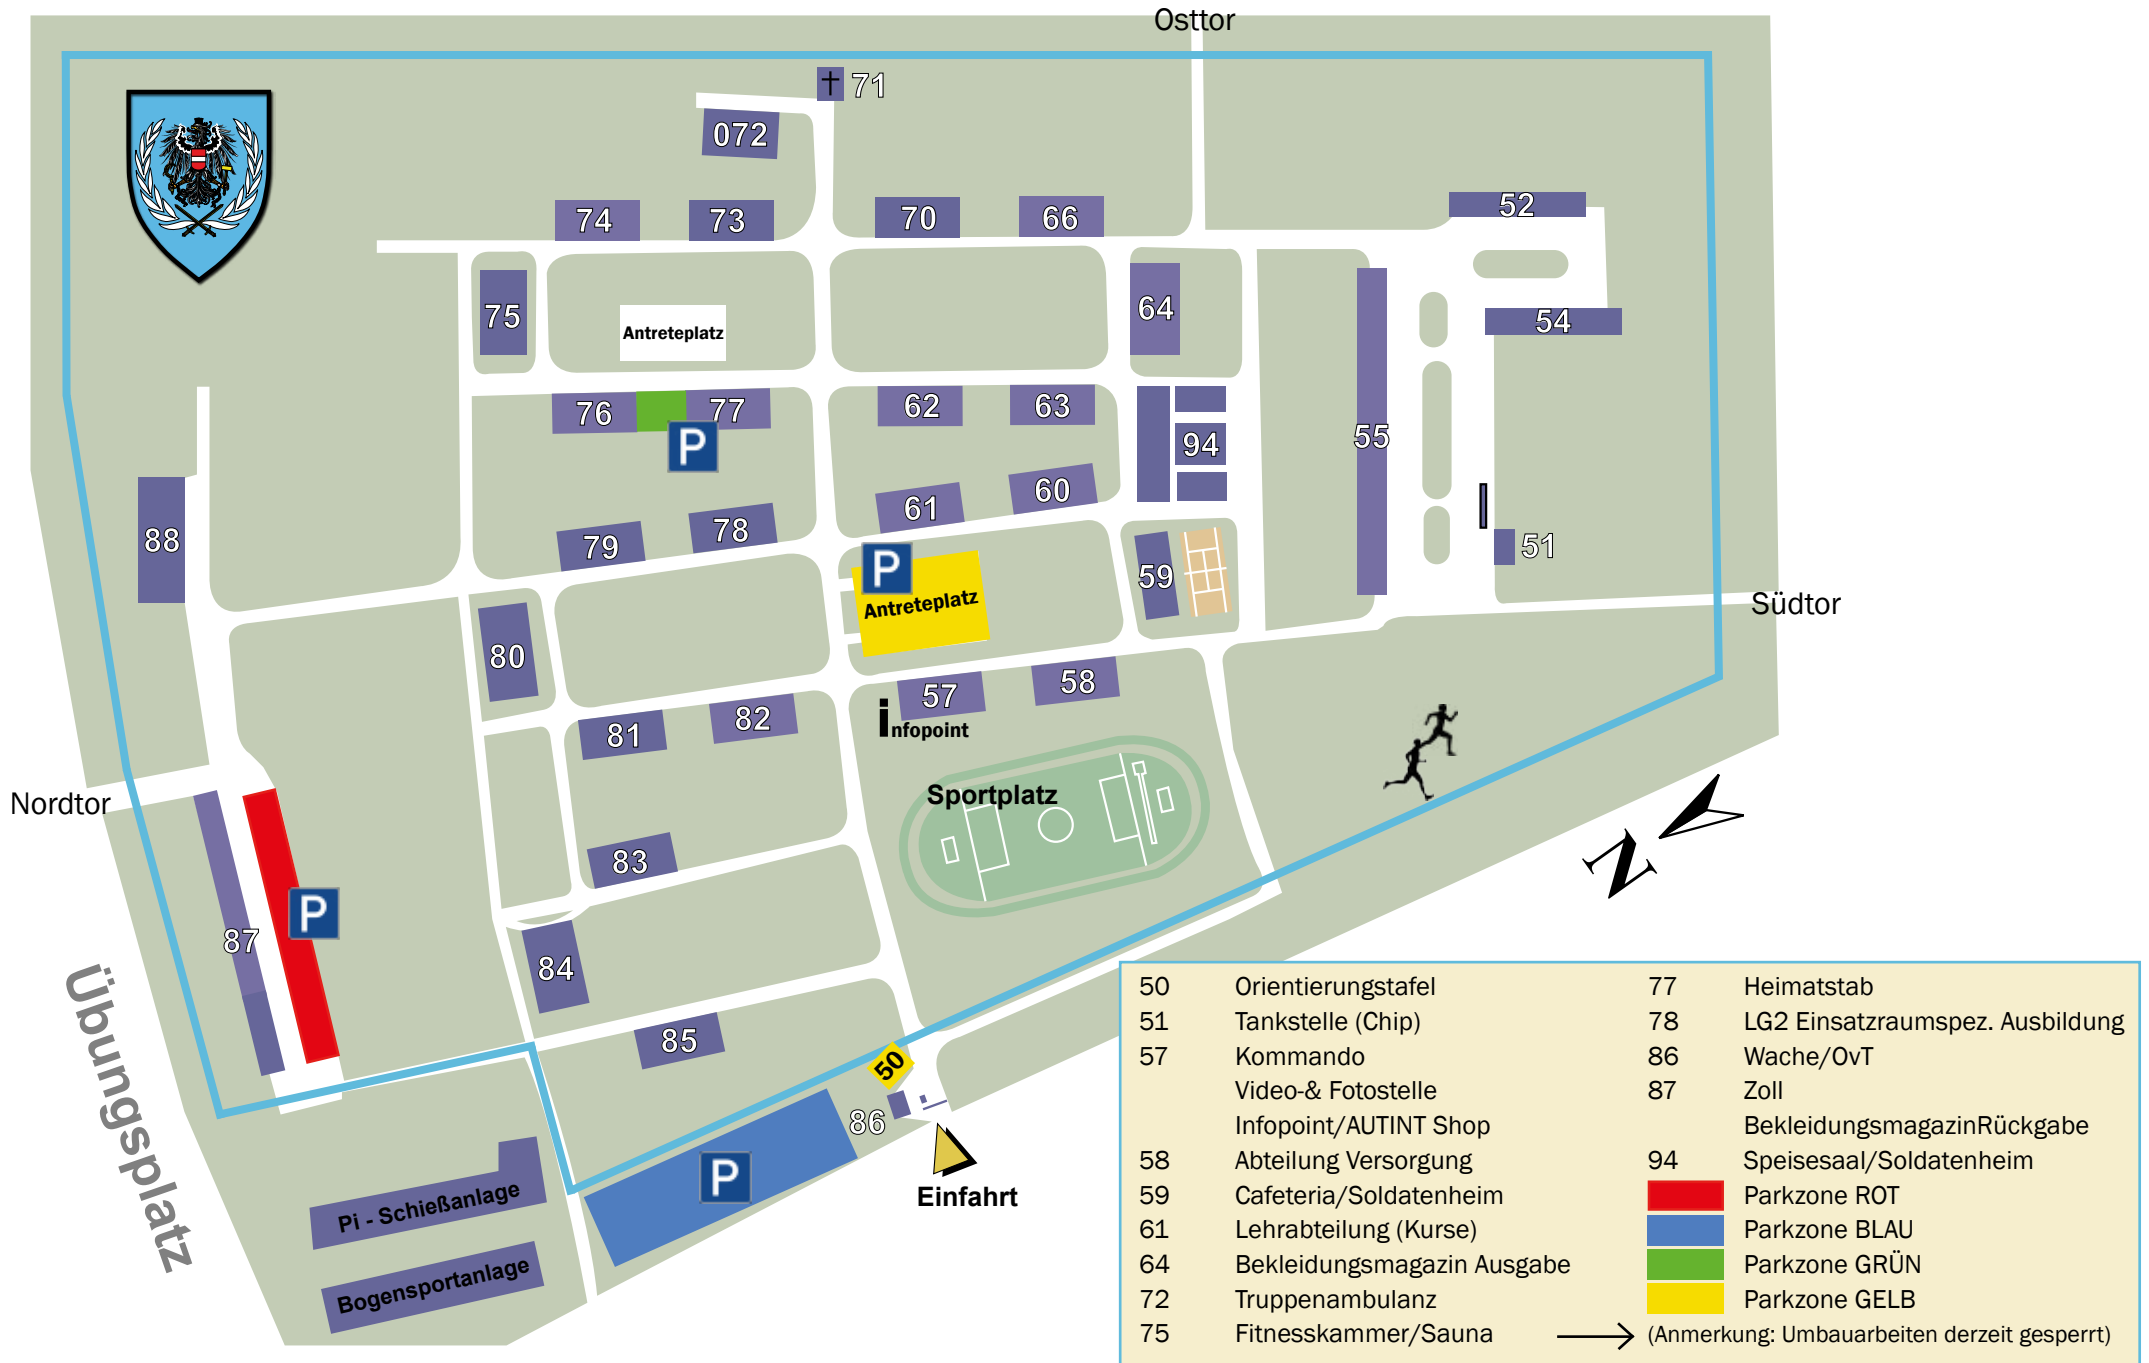 Osttor
71
072
74
73
70
66
52
75
Antreteplatz
64
54
76
77
P
62
63
94
55
88
79
78
61
60
51
P
Antreteplatz
59
Südtor
80
57
58
81
82
infopoint
Sportplatz
Nordtor
83
P
87
84
N
Übungsplatz
85
50
86
P
Einfahrt
Pi - Schießanlage
Bogensportanlage
50 Orientierungstafel
51 Tankstelle (Chip)
57 Kommando
Video-& Fotostelle
Infopoint/AUTINT Shop
58 Abteilung Versorgung
59 Cafeteria/Soldatenheim
61 Lehrabteilung (Kurse)
64 Bekleidungsmagazin Ausgabe
72 Truppenambulanz
75 Fitnesskammer/Sauna
77 Heimatstab
78 LG2 Einsatzraumspez. Ausbildung
86 Wache/OvT
87 Zoll
BekleidungsmagazinRückgabe
94 Speisesaal/Soldatenheim
Parkzone ROT
Parkzone BLAU
Parkzone GRÜN
Parkzone GELB
(Anmerkung: Umbauarbeiten derzeit gesperrt)